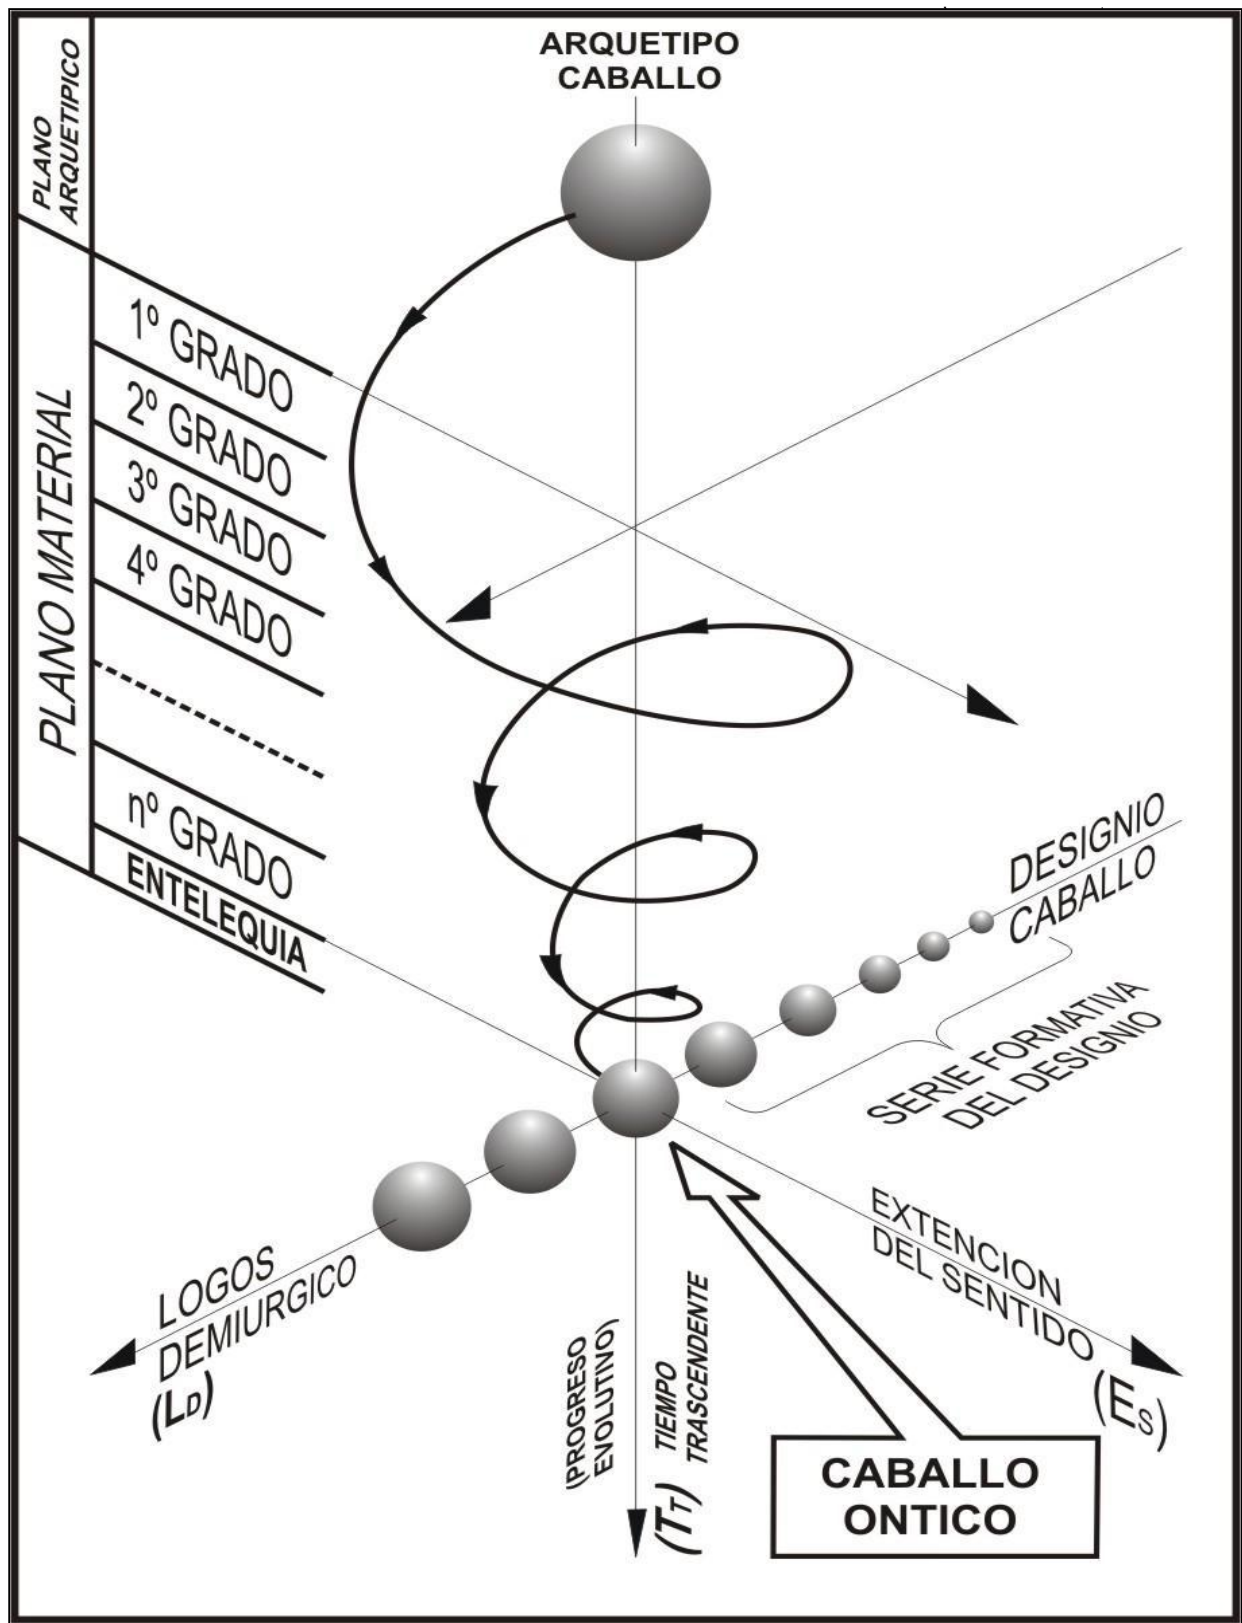 ARQUETIPO
CABALLO
PLANO
ARQUETIPICO
PLANO MATERIAL
1º GRADO
2º GRADO
3º GRADO
4º GRADO
nº GRADO
ENTELEQUIA
DESIGNIO
CABALLO
SERIE FORMATIVA
DEL DESIGNIO
EXTENCION
DEL SENTIDO
(ES)
LOGOS
DEMIURGICO
(LD)
(PROGRESO
EVOLUTIVO)
(TT) TIEMPO
TRASCENDENTE
CABALLO
ONTICO